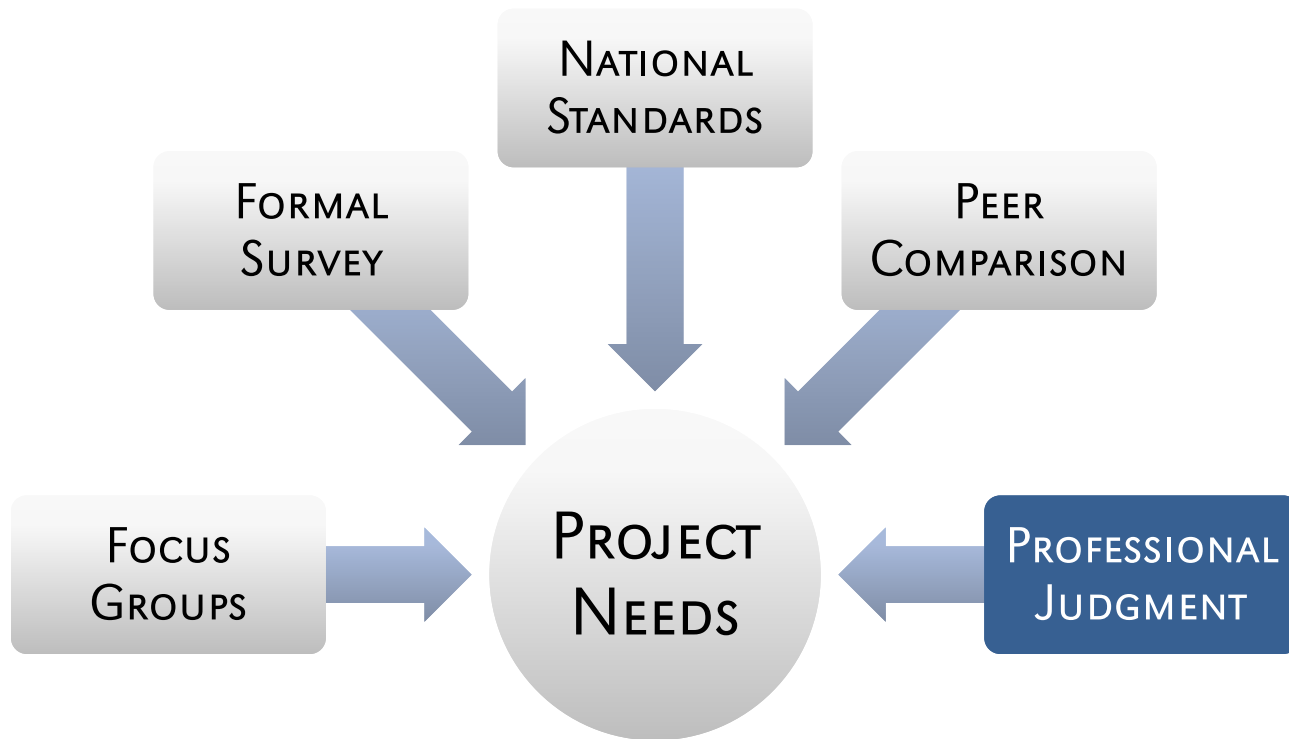 National
Standards
Formal
Survey
Peer
Comparison
Focus
Groups
Project
Needs
Professional
Judgment